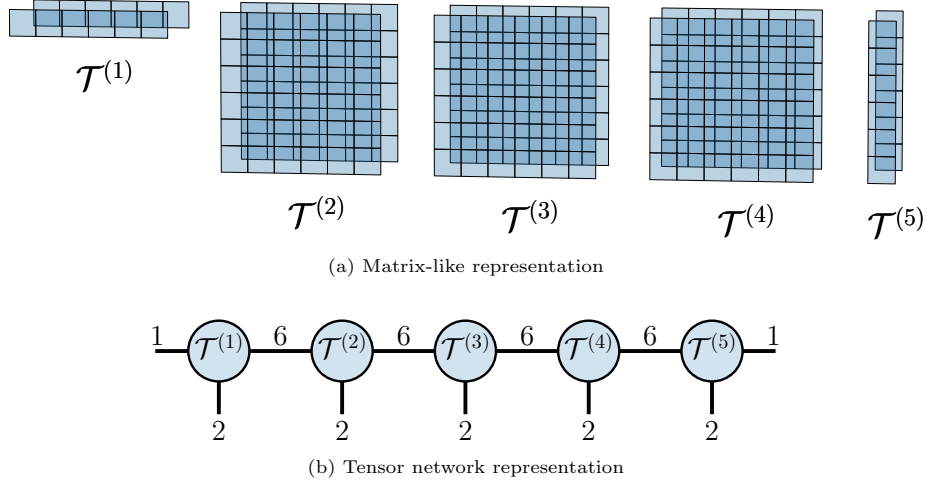 𝒯⁽¹⁾
𝒯⁽²⁾
𝒯⁽³⁾
𝒯⁽⁴⁾
𝒯⁽⁵⁾
(a) Matrix-like representation
1 𝒯⁽¹⁾ 6 𝒯⁽²⁾ 6 𝒯⁽³⁾ 6 𝒯⁽⁴⁾ 6 𝒯⁽⁵⁾ 1
2 2 2 2 2
(b) Tensor network representation